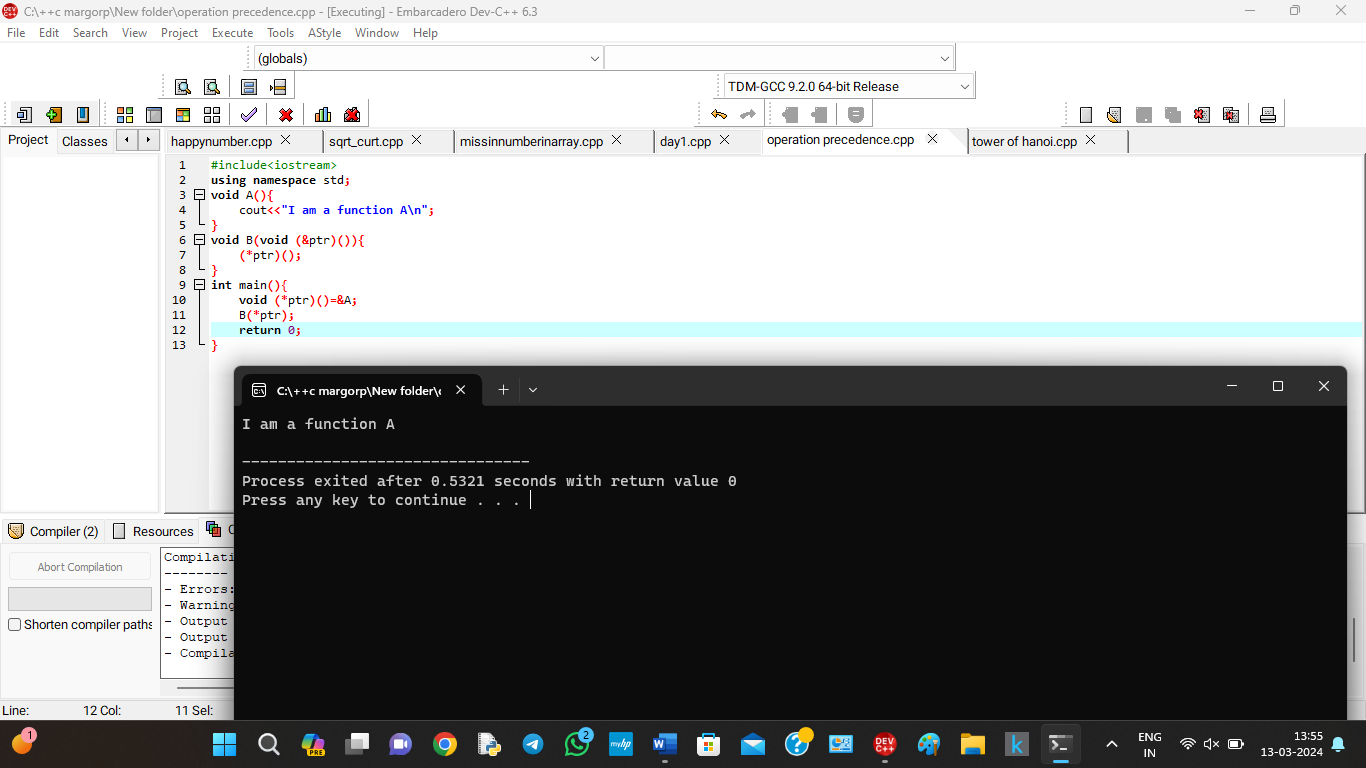 C:\++c margorp\New folder\operation precedence.cpp - [Executing] - Embarcadero Dev-C++ 6.3
File Edit Search View Project Execute Tools AStyle Window Help
(globals)
TDM-GCC 9.2.0 64-bit Release
Project Classes happynumber.cpp sqrt_curt.cpp missinnumberinarray.cpp day1.cpp operation precedence.cpp tower of hanoi.cpp
1 #include<iostream>
2 using namespace std;
3 void A(){
4 cout<<"I am a function A\n";
5 }
6 void B(void (&ptr)()){
7 (*ptr)();
8 }
9 int main(){
10 void (*ptr)()=&A;
11 B(*ptr);
12 return 0;
13 }
C:\++c margorp\New folder\
I am a function A
--------------------------------
Process exited after 0.5321 seconds with return value 0
Press any key to continue . . .
Compiler (2) Resources
Abort Compilation
Shorten compiler paths
Compilati
--------
- Errors:
- Warning
- Output
- Output
- Compila
Line: 12 Col: 11 Sel:
1
PRE
2
myhp
W
?
DEV C++
k
ENG
IN
13:55
13-03-2024